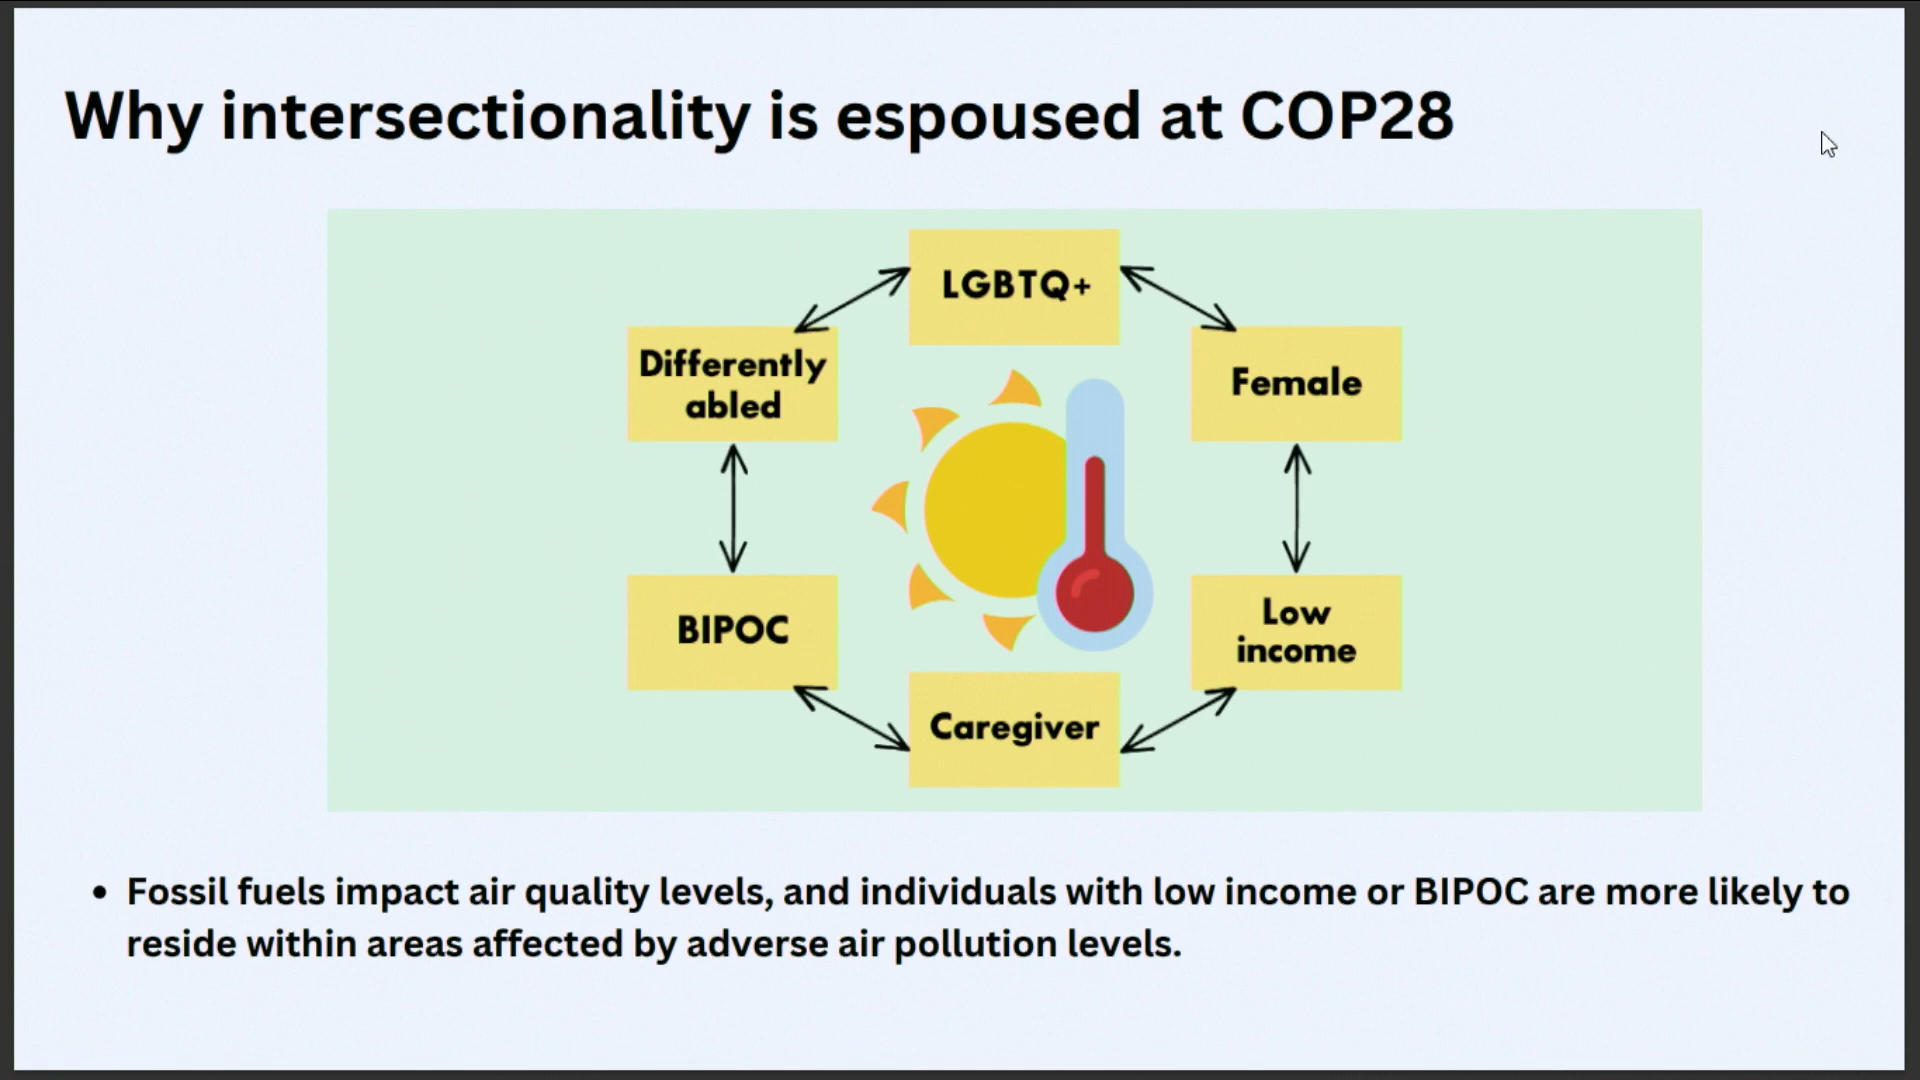 Why intersectionality is espoused at COP28
LGBTQ+
Differently
abled
Female
BIPOC
Low
income
Caregiver
• Fossil fuels impact air quality levels, and individuals with low income or BIPOC are more likely to
reside within areas affected by adverse air pollution levels.